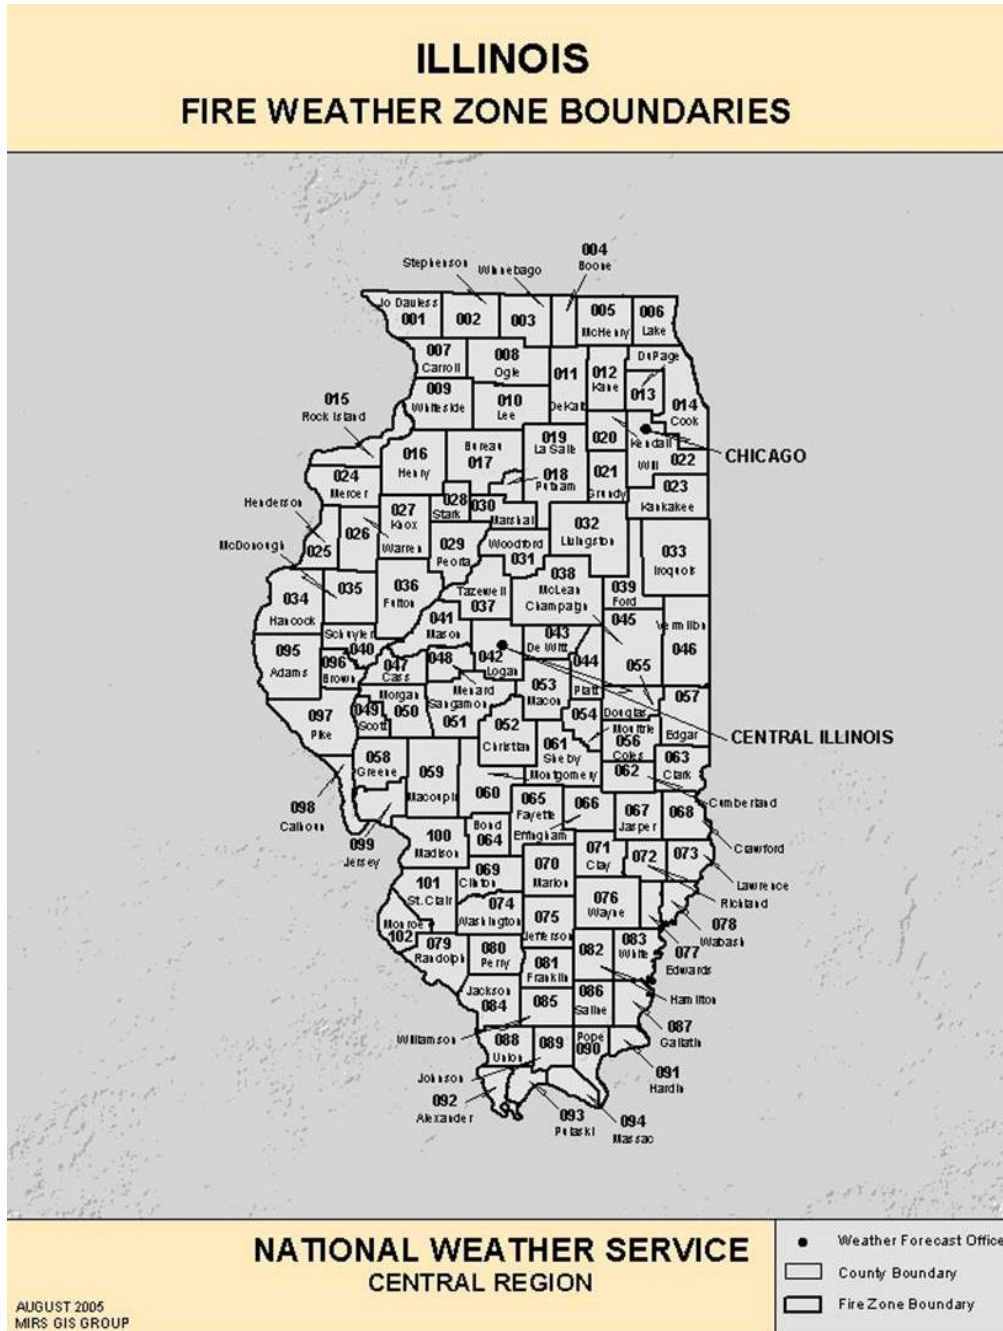 ILLINOIS
FIRE WEATHER ZONE BOUNDARIES
004
Boone
Stephenson
Winnebago
Jo Daviess
001
002
003
005
McHenry
006
Lake
007
Carroll
008
Ogle
011
DeKalb
012
Kane
DuPage
013
014
Cook
009
Whiteside
010
Lee
015
Rock Island
016
Henry
Bureau
017
019
La Salle
018
Putnam
020
Kendall
Will
022
CHICAGO
021
Grundy
023
Kankakee
024
Mercer
Henderson
025
026
Warren
027
Knox
028
Stark
030
Marshal
029
Peoria
Woodford
031
032
Livingston
033
Iroquois
McDonough
034
Hancock
035
036
Fulton
Tazewell
037
038
McLean
Champaign
039
Ford
045
Vermilion
046
Schuyler
040
041
Mason
042
Logan
043
De Witt
044
Piatt
095
Adams
096
Brown
047
Cass
048
Menard
Sangamon
051
Morgan
050
049
Scott
053
Macon
054
Moultrie
055
Douglas
057
Edgar
CENTRAL ILLINOIS
097
Pike
052
Christian
061
Shelby
056
Coles
058
Greene
059
Macoupin
Montgomery
060
062
Cumberland
063
Clark
098
Calhoun
099
Jersey
Bond
064
065
Fayette
066
Effingham
067
Jasper
068
Crawford
100
Madison
069
Clinton
070
Marion
071
Clay
072
Richland
073
Lawrence
101
St. Clair
074
Washington
075
Jefferson
076
Wayne
077
Edwards
078
Wabash
Monroe
102
079
Randolph
080
Perry
081
Franklin
082
Hamilton
083
White
Jackson
084
085
Williamson
086
Saline
087
Gallatin
088
Union
089
Johnson
Pope
090
091
Hardin
092
Alexander
093
Pulaski
094
Massac
NATIONAL WEATHER SERVICE
CENTRAL REGION
AUGUST 2005
MIRS GIS GROUP
Weather Forecast Office
County Boundary
Fire Zone Boundary